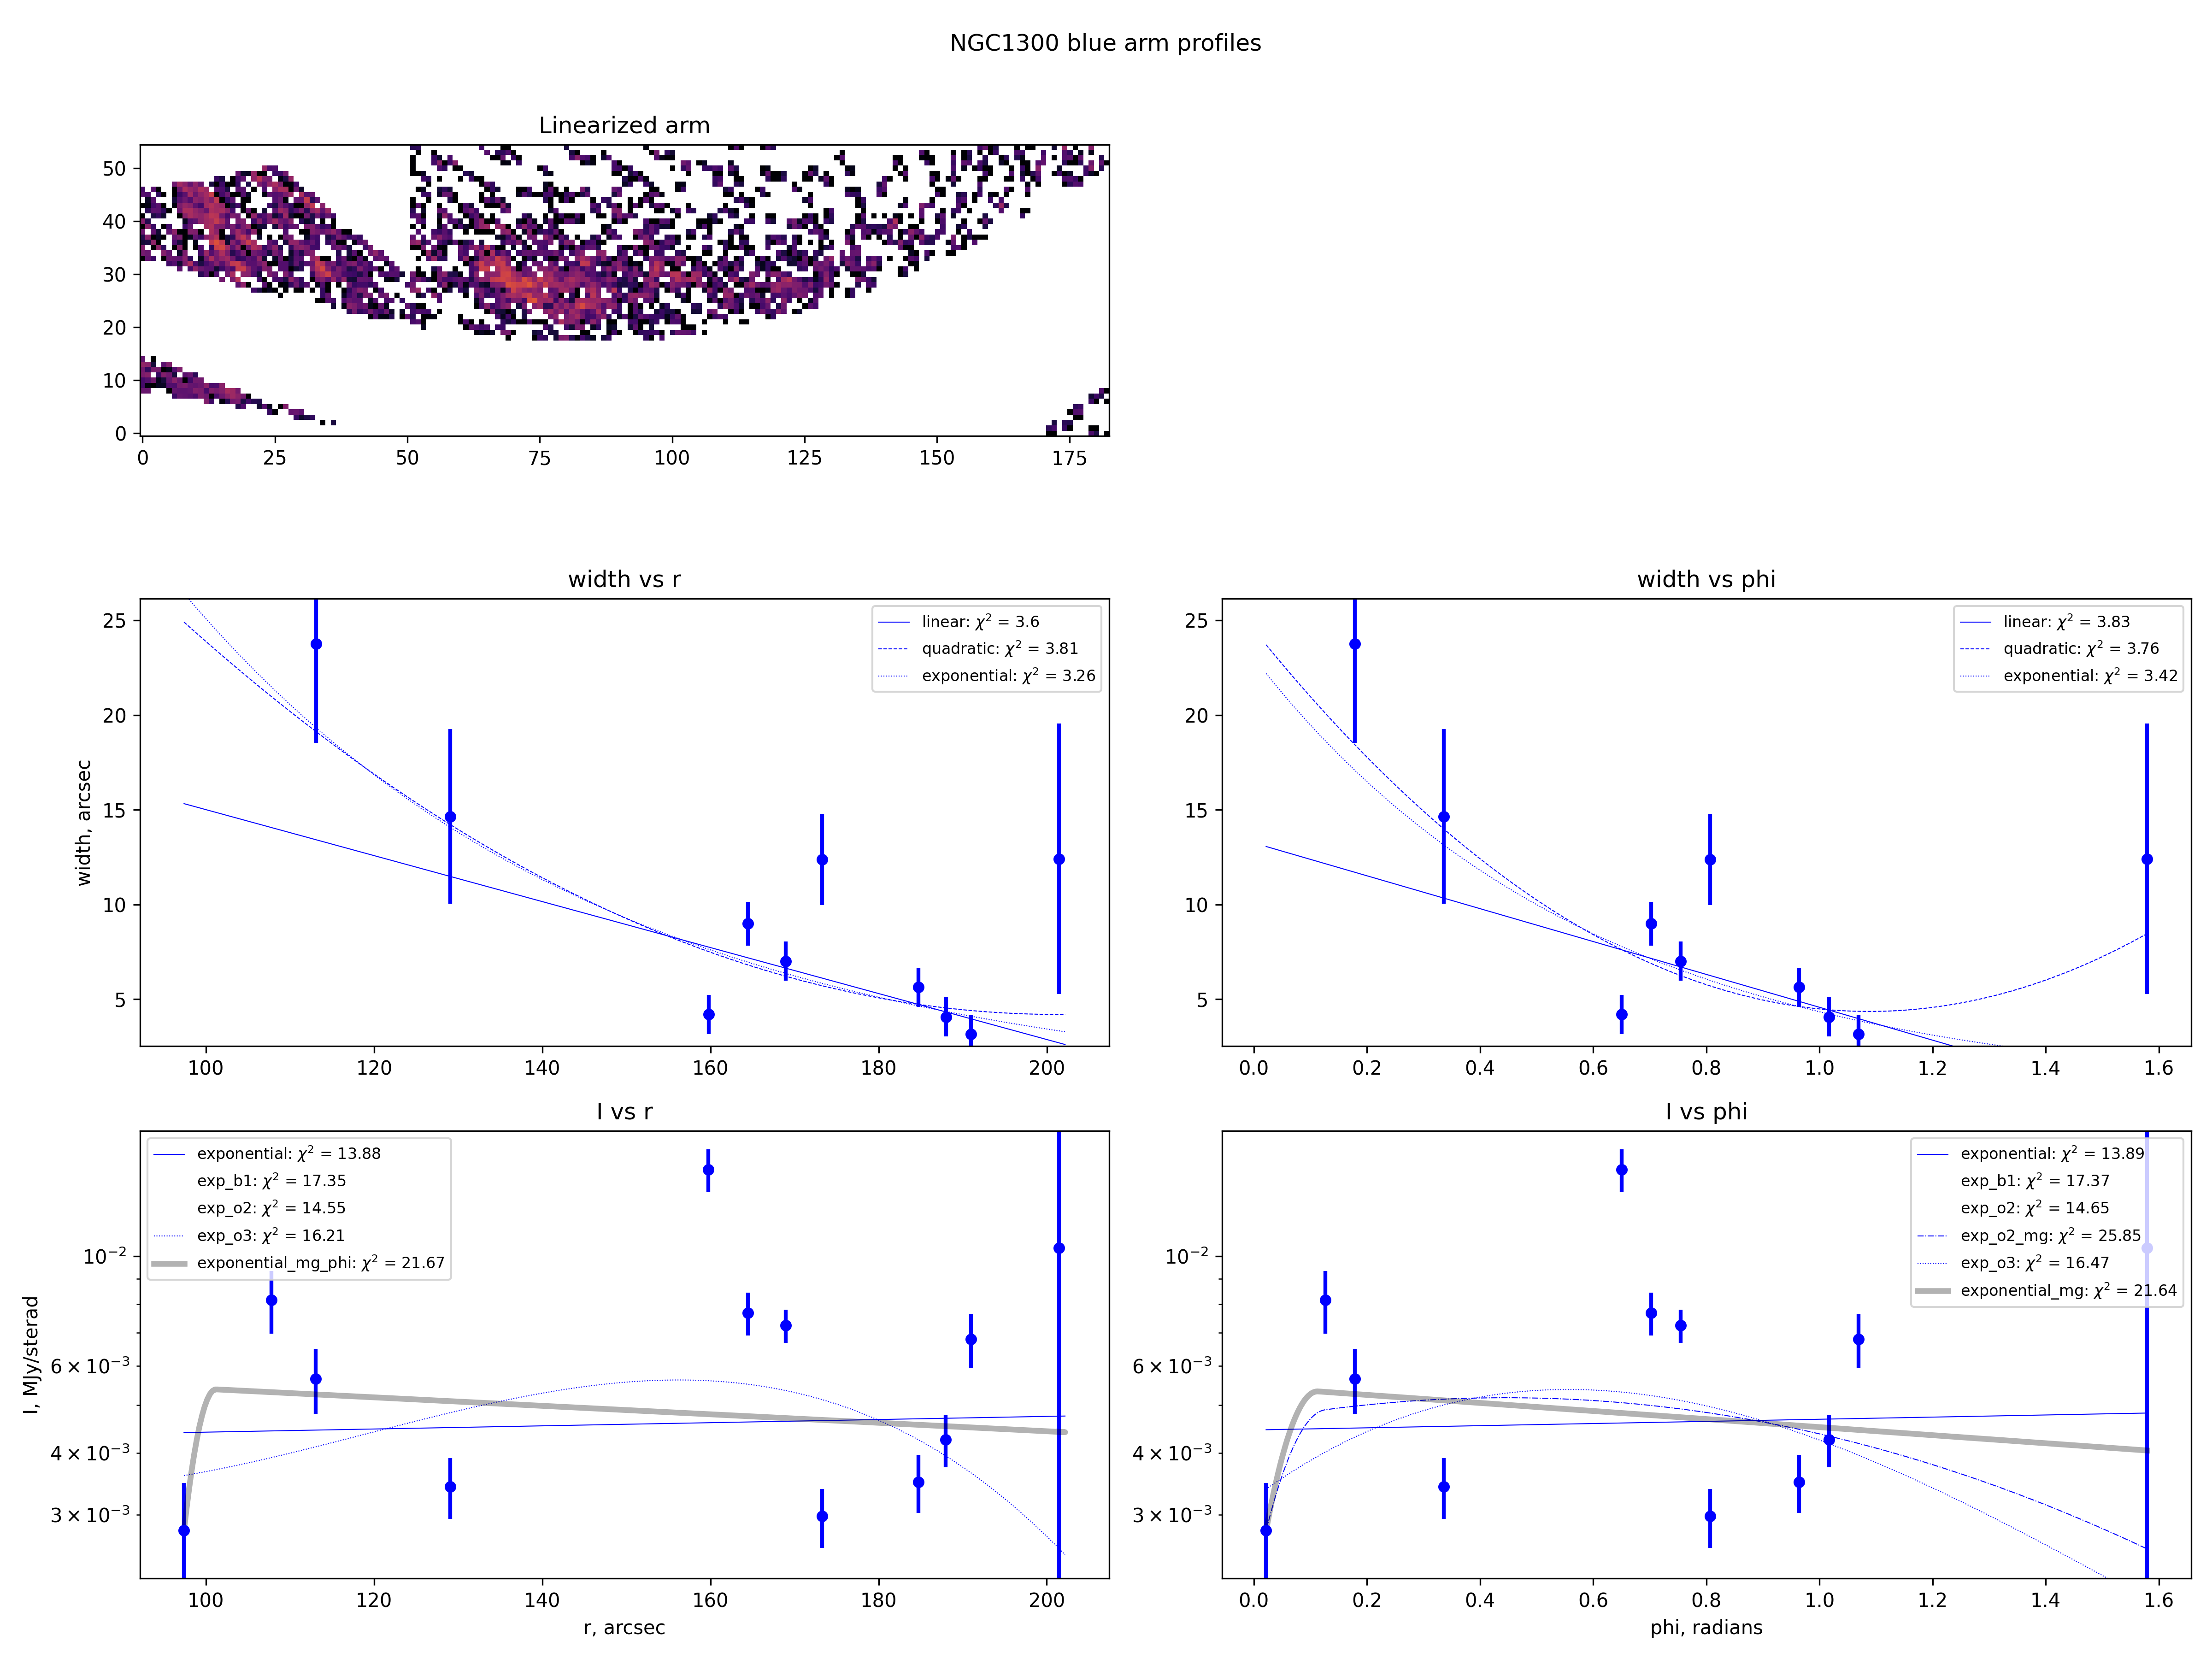 NGC1300 blue arm profiles
Linearized arm
50
40
30
20
10
0
0 25 50 75 100 125 150 175
width vs r
width, arcsec
25
20
15
10
5
linear: χ² = 3.6
quadratic: χ² = 3.81
exponential: χ² = 3.26
100 120 140 160 180 200
width vs phi
25
20
15
10
5
linear: χ² = 3.83
quadratic: χ² = 3.76
exponential: χ² = 3.42
0.0 0.2 0.4 0.6 0.8 1.0 1.2 1.4 1.6
I vs r
I, MJy/sterad
exponential: χ² = 13.88
exp_b1: χ² = 17.35
exp_o2: χ² = 14.55
exp_o3: χ² = 16.21
exponential_mg_phi: χ² = 21.67
10⁻²
6 × 10⁻³
4 × 10⁻³
3 × 10⁻³
100 120 140 160 180 200
r, arcsec
I vs phi
exponential: χ² = 13.89
exp_b1: χ² = 17.37
exp_o2: χ² = 14.65
exp_o2_mg: χ² = 25.85
exp_o3: χ² = 16.47
exponential_mg: χ² = 21.64
10⁻²
6 × 10⁻³
4 × 10⁻³
3 × 10⁻³
0.0 0.2 0.4 0.6 0.8 1.0 1.2 1.4 1.6
phi, radians